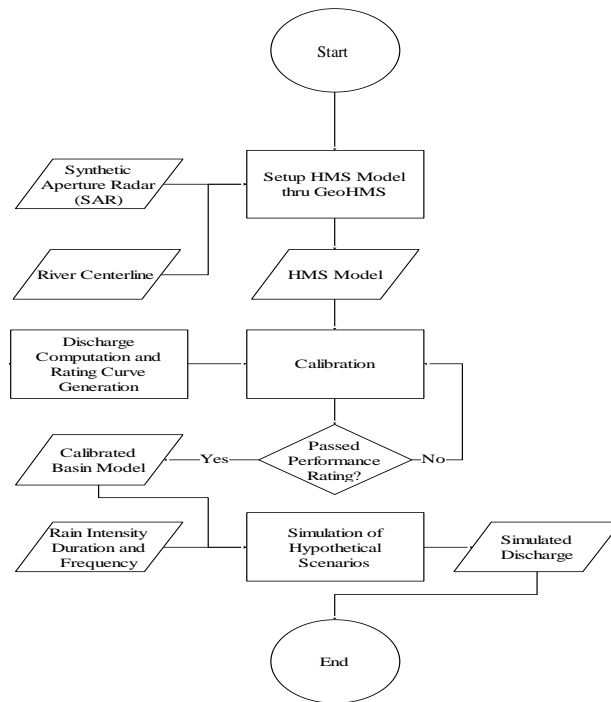 Start
Synthetic
Aperture Radar
(SAR)
Setup HMS Model
thru GeoHMS
River Centerline
HMS Model
Discharge
Computation and
Rating Curve
Generation
Calibration
Calibrated
Basin Model
Yes
Passed
Performance
Rating?
No
Rain Intensity
Duration and
Frequency
Simulation of
Hypothetical
Scenarios
Simulated
Discharge
End